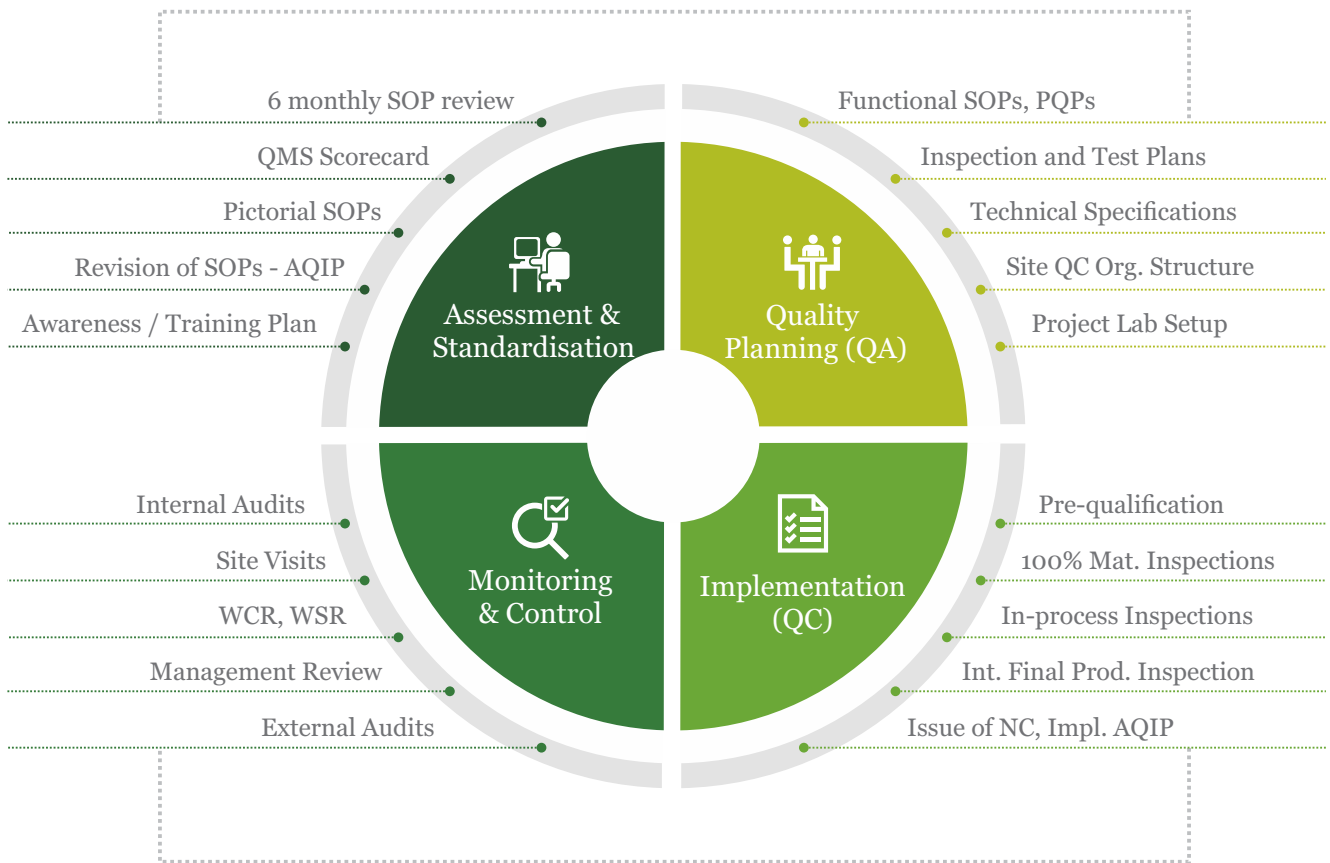 6 monthly SOP review
QMS Scorecard
Pictorial SOPs
Revision of SOPs - AQIP
Awareness / Training Plan
Assessment &
Standardisation
Functional SOPs, PQPs
Inspection and Test Plans
Technical Specifications
Site QC Org. Structure
Project Lab Setup
Quality
Planning (QA)
Internal Audits
Site Visits
WCR, WSR
Management Review
External Audits
Monitoring
& Control
Pre-qualification
100% Mat. Inspections
In-process Inspections
Int. Final Prod. Inspection
Issue of NC, Impl. AQIP
Implementation
(QC)